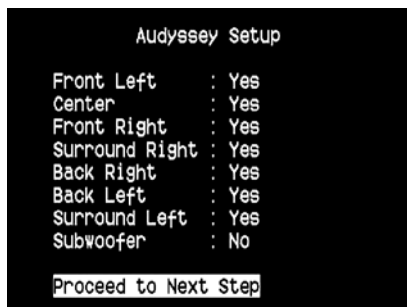 Audyssey Setup
Front Left : Yes
Center : Yes
Front Right : Yes
Surround Right : Yes
Back Right : Yes
Back Left : Yes
Surround Left : Yes
Subwoofer : No
Proceed to Next Step